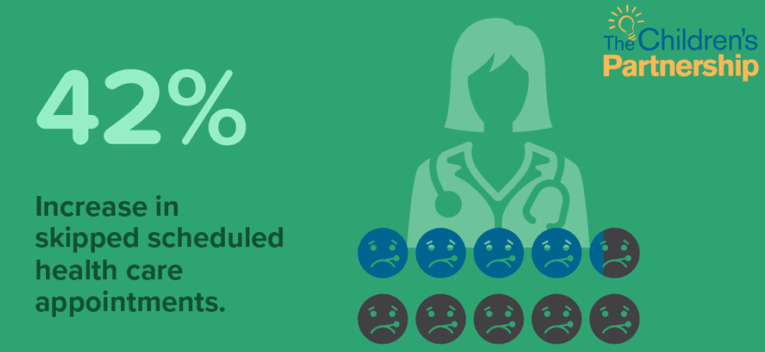 The Children's
Partnership
42%
Increase in
skipped scheduled
health care
appointments.